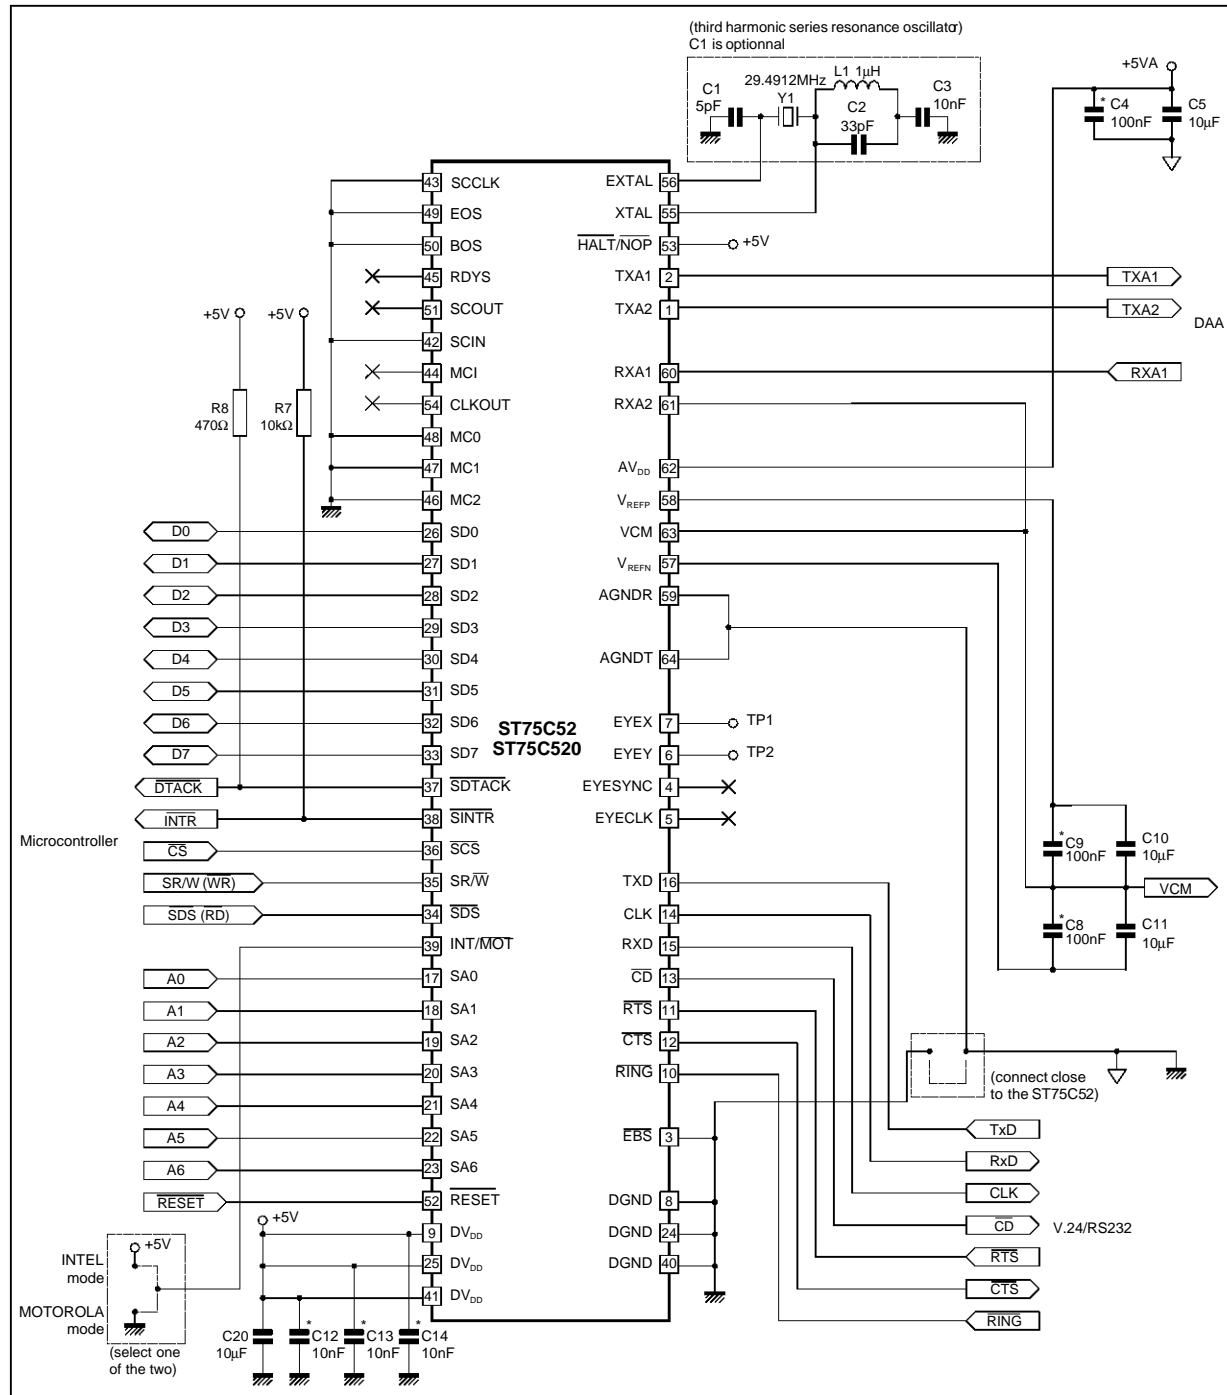 (third harmonic series resonance oscillator)
C1 is optionnal
29.4912MHz
Y1
L1 1µH
C1
5pF
C2
33pF
C3
10nF
+5VA
* C4
100nF
C5
10µF
43 SCCLK
49 EOS
50 BOS
45 RDYS
51 SCOUT
42 SCIN
44 MCI
54 CLKOUT
48 MC0
47 MC1
46 MC2
+5V
+5V
R8
470Ω
R7
10kΩ
EXTAL 56
XTAL 55
HALT/NOP 53 +5V
TXA1 2 TXA1
TXA2 1 TXA2
DAA
RXA1 60 RXA1
RXA2 61
AVDD 62
VREFP 58
VCM 63
VREFN 57
AGNDR 59
AGNDT 64
D0 26 SD0
D1 27 SD1
D2 28 SD2
D3 29 SD3
D4 30 SD4
D5 31 SD5
D6 32 SD6
D7 33 SD7
ST75C52
ST75C520
EYEX 7 TP1
EYEY 6 TP2
EYESYNC 4
EYECLK 5
DTACK 37 SDTACK
INTR 38 SINTR
Microcontroller
CS 36 SCS
SR/W (WR) 35 SR/W
SDS (RD) 34 SDS
39 INT/MOT
A0 17 SA0
A1 18 SA1
A2 19 SA2
A3 20 SA3
A4 21 SA4
A5 22 SA5
A6 23 SA6
RESET 52 RESET
+5V
9 DVDD
25 DVDD
41 DVDD
* C9
100nF
C10
10µF
VCM
* C8
100nF
C11
10µF
TXD 16
CLK 14
RXD 15
CD 13
RTS 11
CTS 12
RING 10
EBS 3
DGND 8
DGND 24
DGND 40
(connect close
to the ST75C52)
TxD
RxD
CLK
CD
V.24/RS232
RTS
CTS
RING
+5V
INTEL
mode
MOTOROLA
mode
(select one
of the two)
C20
10µF
* C12
10nF
* C13
10nF
* C14
10nF